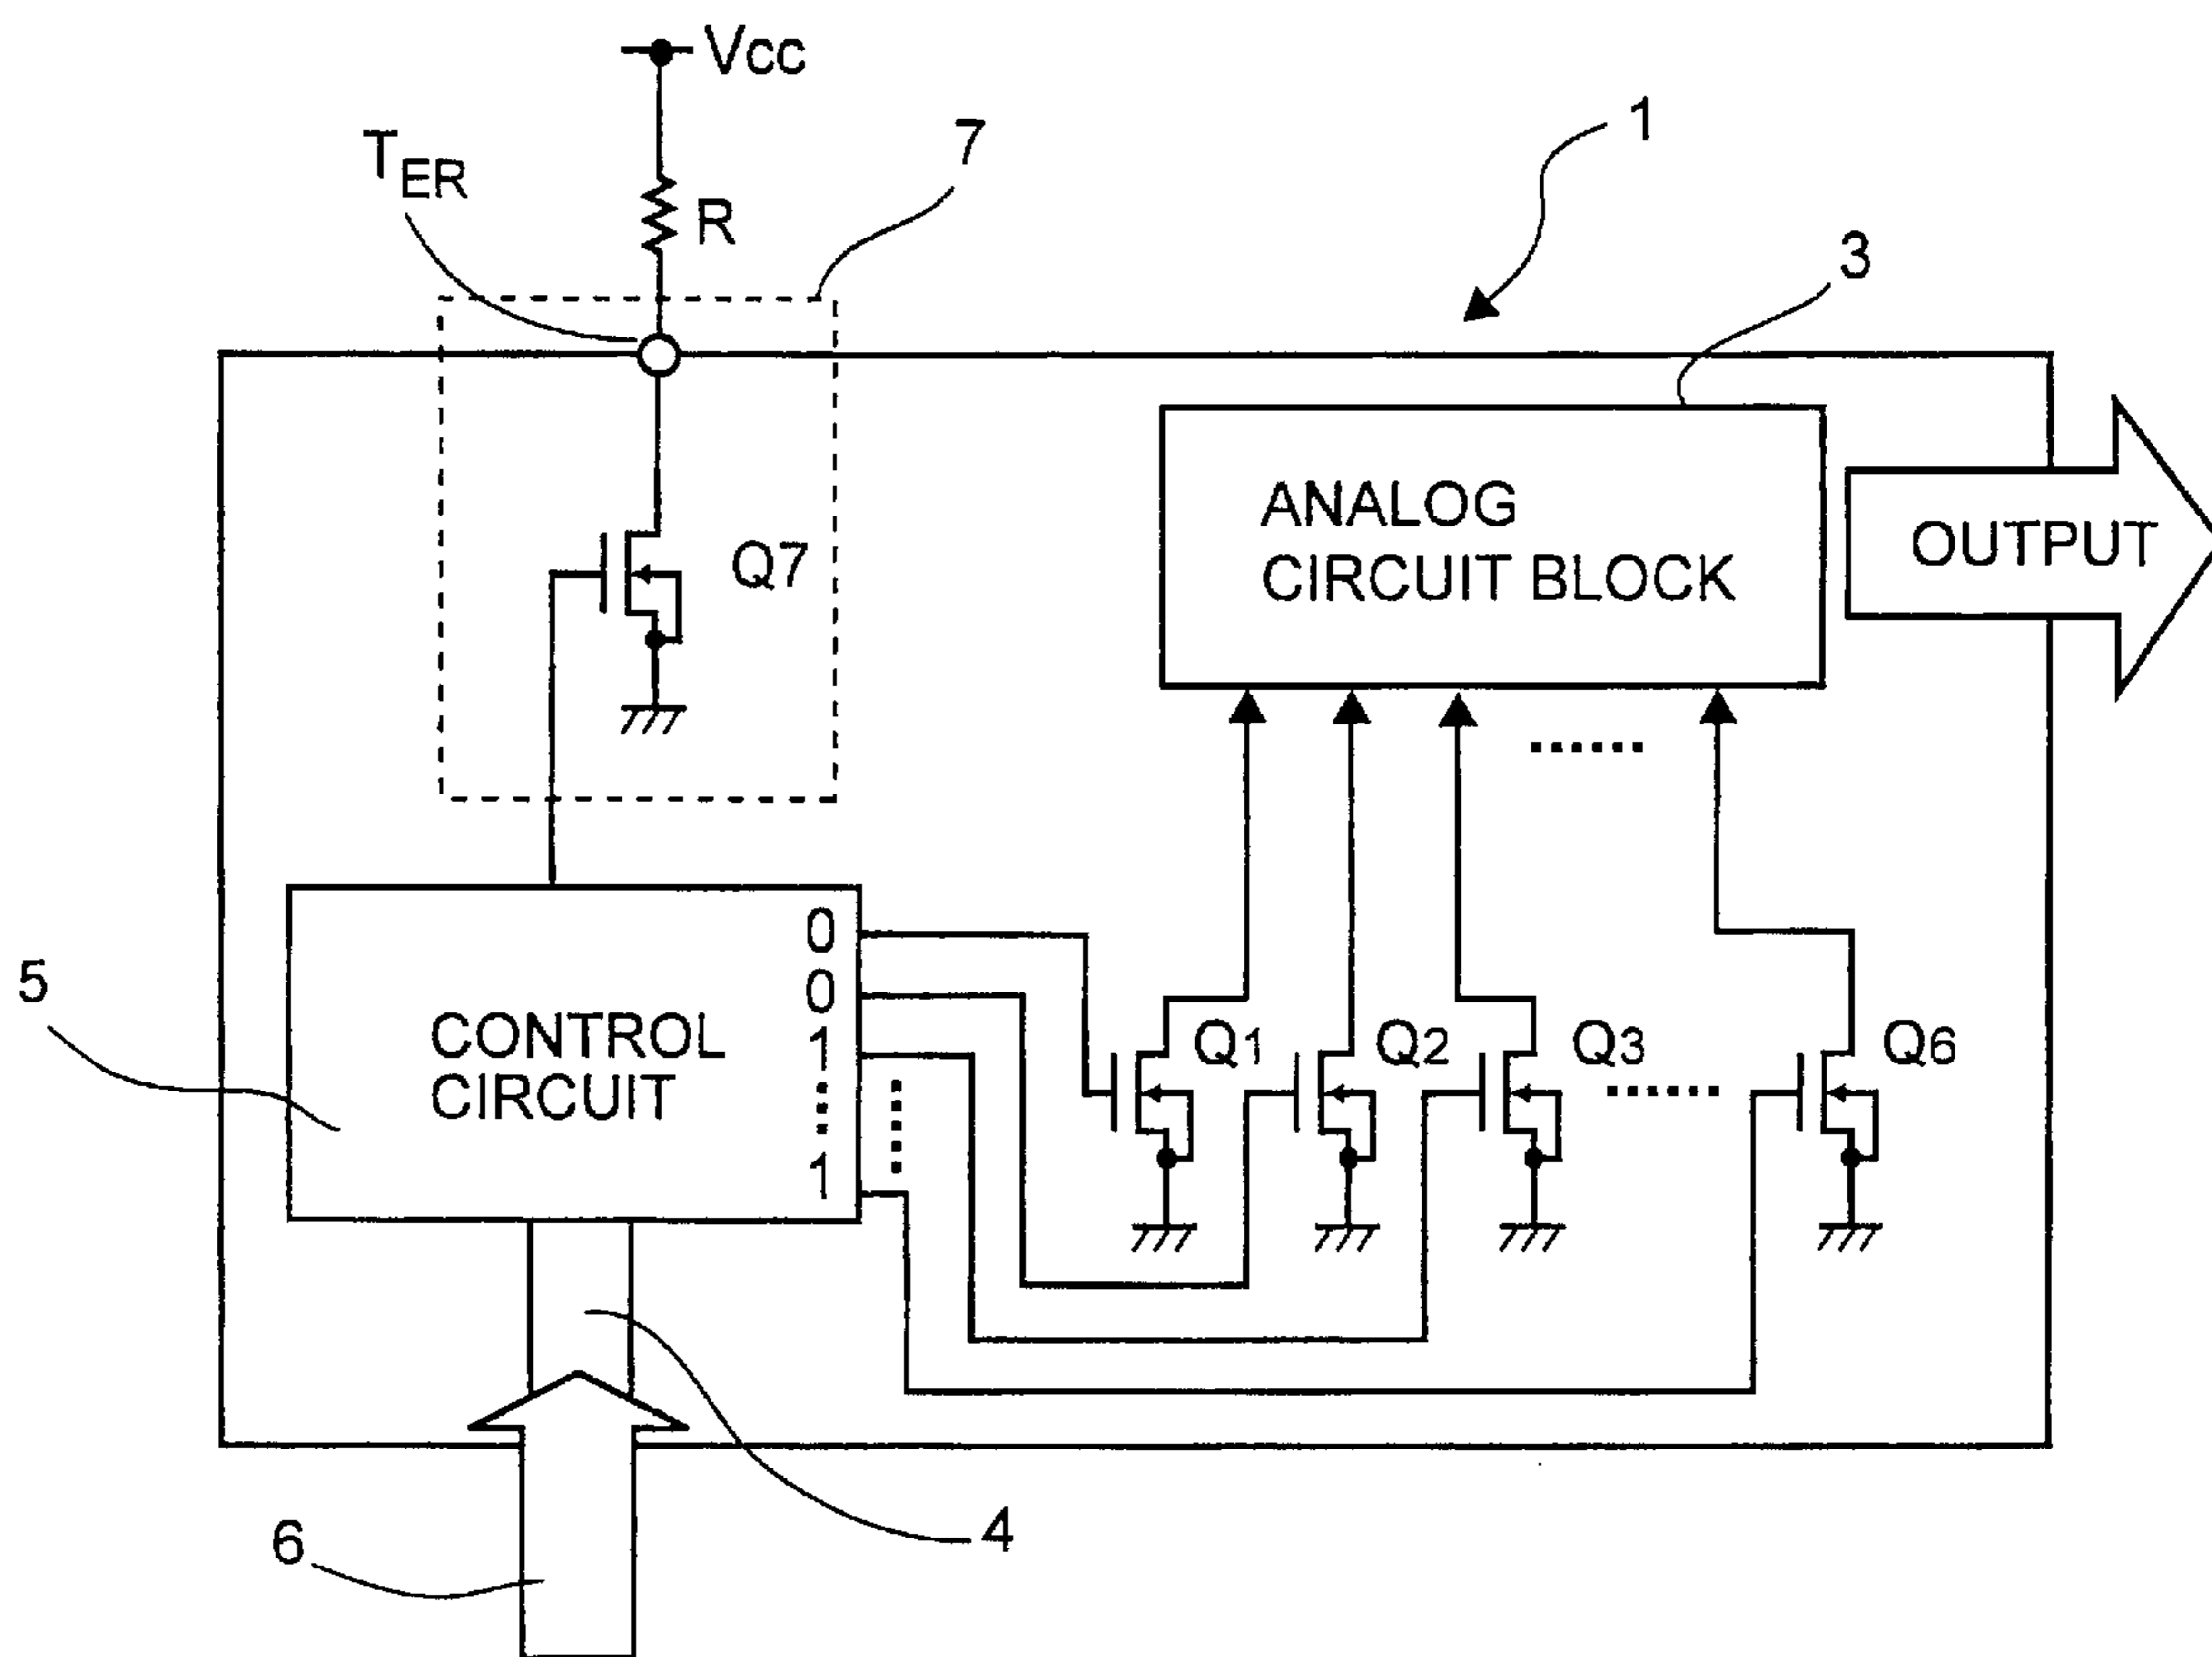 Vcc
T_ER
R
7
1
3
ANALOG
CIRCUIT BLOCK
OUTPUT
Q7
5
CONTROL
CIRCUIT
0
0
1
1
Q1
Q2
Q3
Q6
4
6